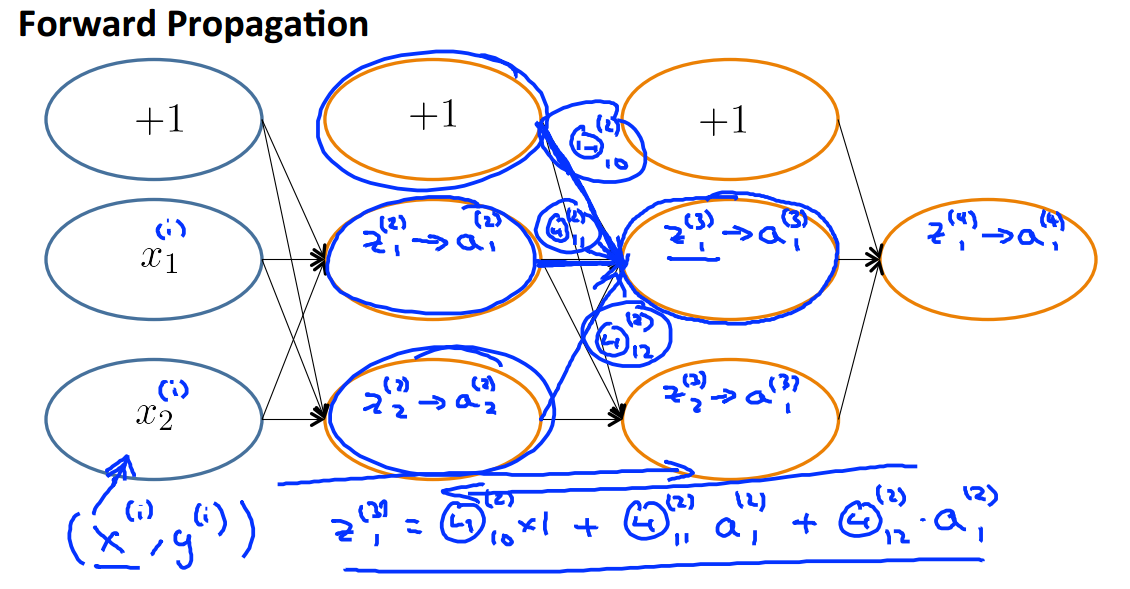 Forward Propagation
+1 +1 +1
Θ₁₀⁽²⁾
x₁⁽ⁱ⁾ z₁⁽²⁾→a₁⁽²⁾ Θ₁₁⁽²⁾ z₁⁽³⁾→a₁⁽³⁾ z₁⁽⁴⁾→a₁⁽⁴⁾
Θ₁₂⁽²⁾
x₂⁽ⁱ⁾ z₂⁽²⁾→a₂⁽²⁾ z₂⁽³⁾→a₁⁽³⁾
(x⁽ⁱ⁾, y⁽ⁱ⁾) z₁⁽³⁾ = Θ₁₀⁽²⁾×1 + Θ₁₁⁽²⁾ a₁⁽²⁾ + Θ₁₂⁽²⁾·a₁⁽²⁾